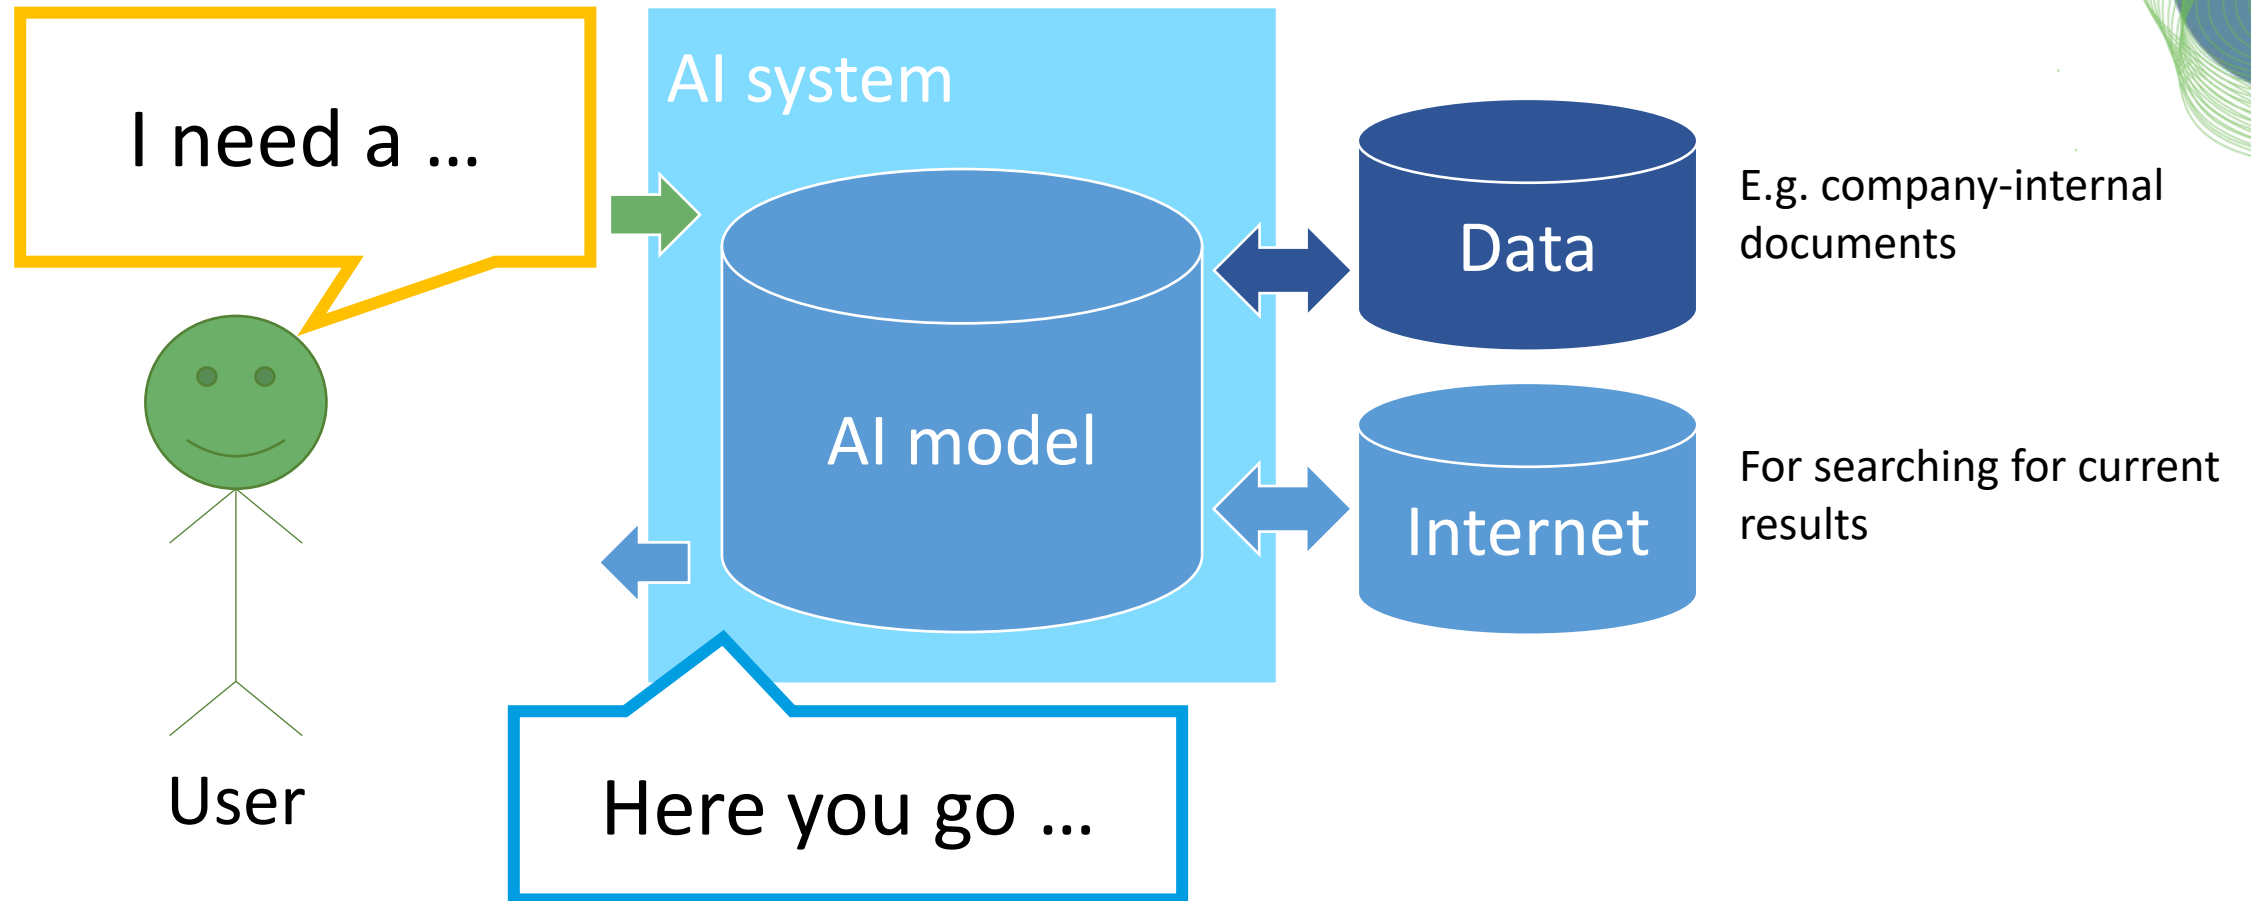 I need a ...
AI system
AI model
Data
E.g. company-internal
documents
Internet
For searching for current
results
User
Here you go ...